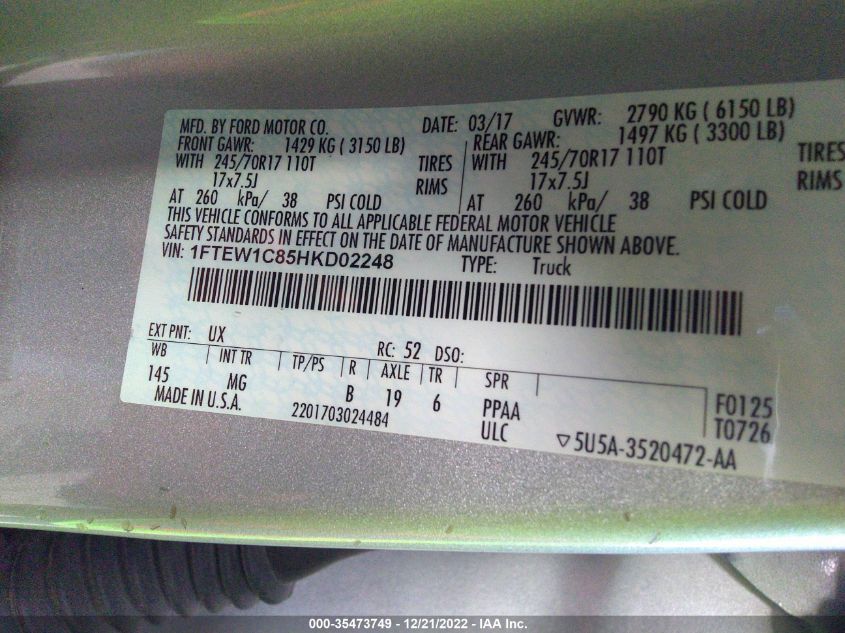 MFD. BY FORD MOTOR CO. DATE: 03/17 GVWR: 2790 KG ( 6150 LB)
FRONT GAWR: 1429 KG ( 3150 LB) REAR GAWR: 1497 KG ( 3300 LB)
WITH 245/70R17 110T TIRES WITH 245/70R17 110T TIRES
17x7.5J RIMS 17x7.5J RIMS
AT 260 kPa/ 38 PSI COLD AT 260 kPa/ 38 PSI COLD
THIS VEHICLE CONFORMS TO ALL APPLICABLE FEDERAL MOTOR VEHICLE
SAFETY STANDARDS IN EFFECT ON THE DATE OF MANUFACTURE SHOWN ABOVE.
VIN: 1FTEW1C85HKD02248 TYPE: Truck
EXT PNT: UX RC: 52 DSO:
WB INT TR TP/PS R AXLE TR SPR
145 MG B 19 6 PPAA F0125
MADE IN U.S.A. 2201703024484 ULC T0726
▽5U5A-3520472-AA
000-35473749 - 12/21/2022 - IAA Inc.